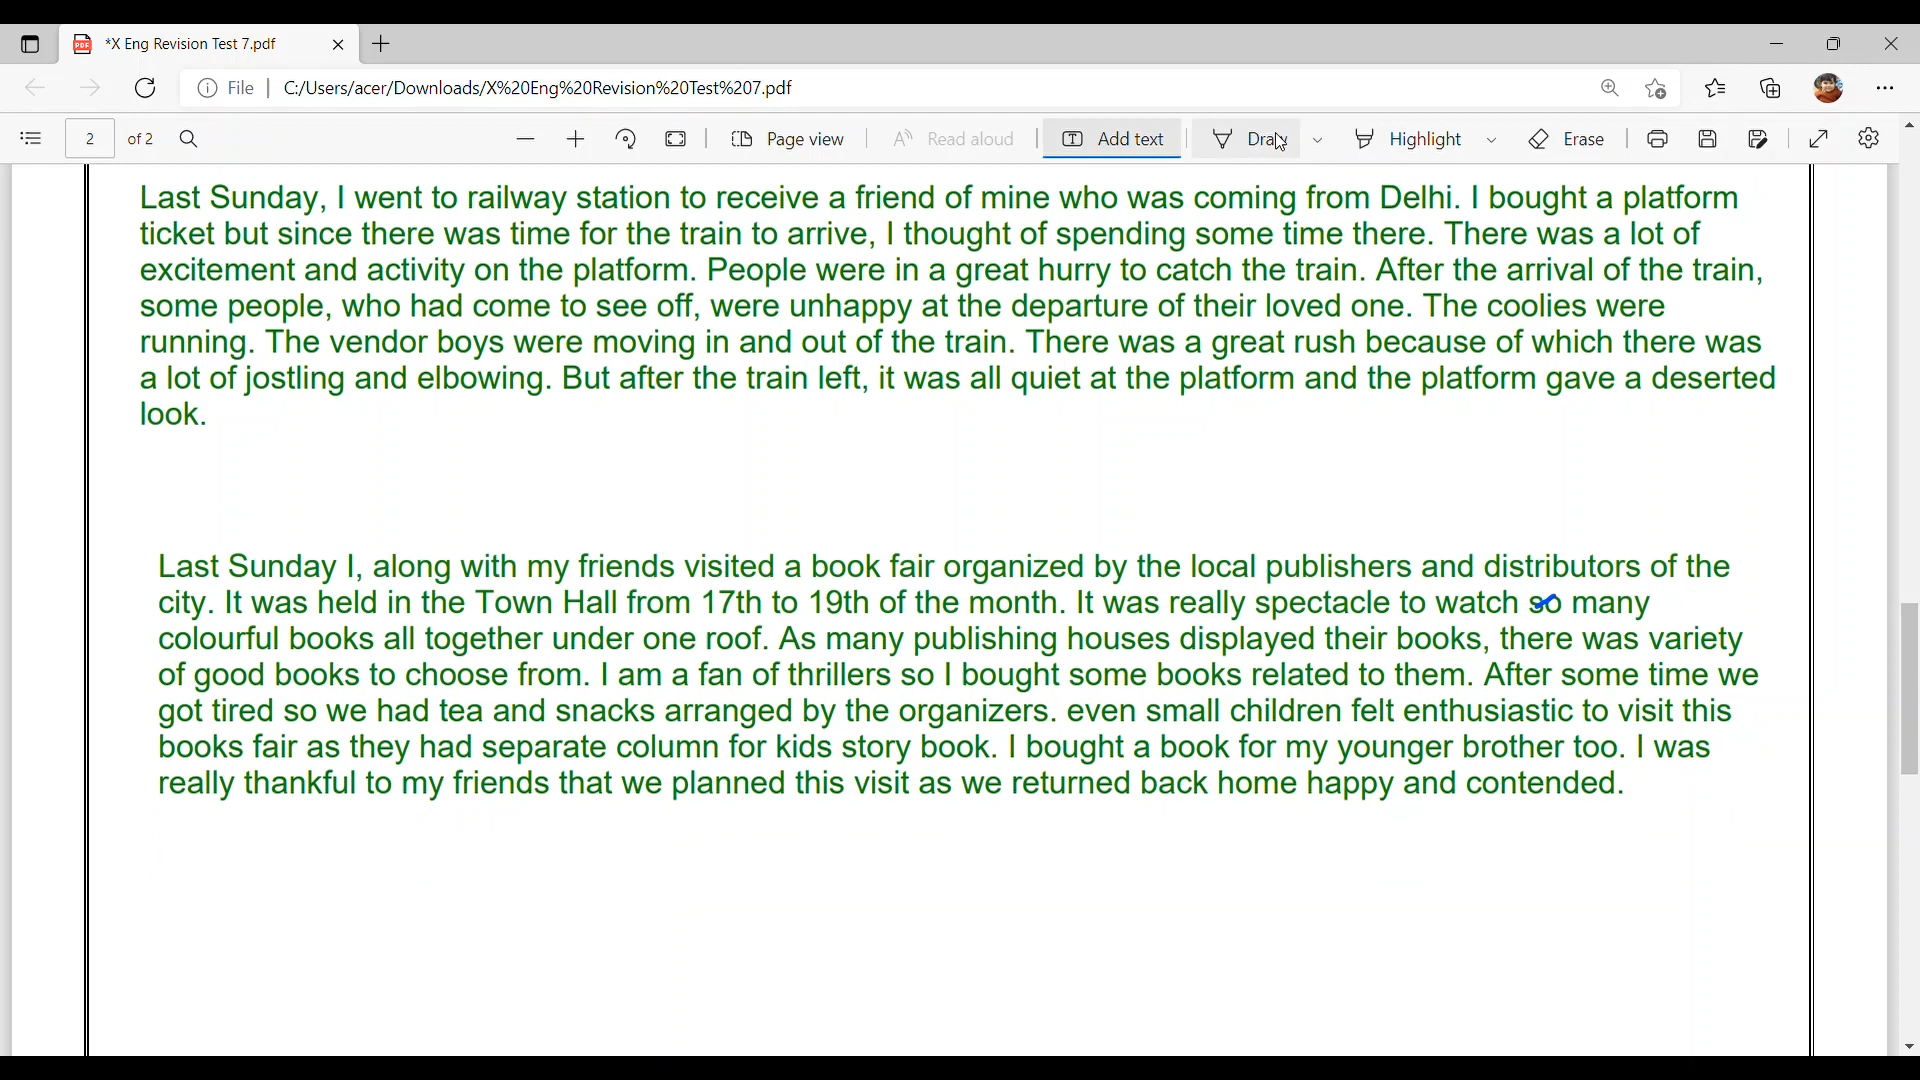 *X Eng Revision Test 7.pdf
File | C:/Users/acer/Downloads/X%20Eng%20Revision%20Test%207.pdf
2 of 2 Page view Read aloud Add text Draw Highlight Erase
Last Sunday, I went to railway station to receive a friend of mine who was coming from Delhi. I bought a platform
ticket but since there was time for the train to arrive, I thought of spending some time there. There was a lot of
excitement and activity on the platform. People were in a great hurry to catch the train. After the arrival of the train,
some people, who had come to see off, were unhappy at the departure of their loved one. The coolies were
running. The vendor boys were moving in and out of the train. There was a great rush because of which there was
a lot of jostling and elbowing. But after the train left, it was all quiet at the platform and the platform gave a deserted
look.
Last Sunday I, along with my friends visited a book fair organized by the local publishers and distributors of the
city. It was held in the Town Hall from 17th to 19th of the month. It was really spectacle to watch so many
colourful books all together under one roof. As many publishing houses displayed their books, there was variety
of good books to choose from. I am a fan of thrillers so I bought some books related to them. After some time we
got tired so we had tea and snacks arranged by the organizers. even small children felt enthusiastic to visit this
books fair as they had separate column for kids story book. I bought a book for my younger brother too. I was
really thankful to my friends that we planned this visit as we returned back home happy and contended.